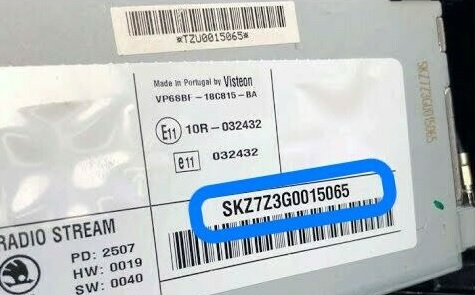 *TZU0015065*
Made in Portugal by Visteon
VP68BF-18C815-BA
E11 10R-032432
e11 032432
SKZ7Z3G0015065
SKZ7Z3G0015065
RADIO STREAM
PD: 2507
HW: 0019
SW: 0040